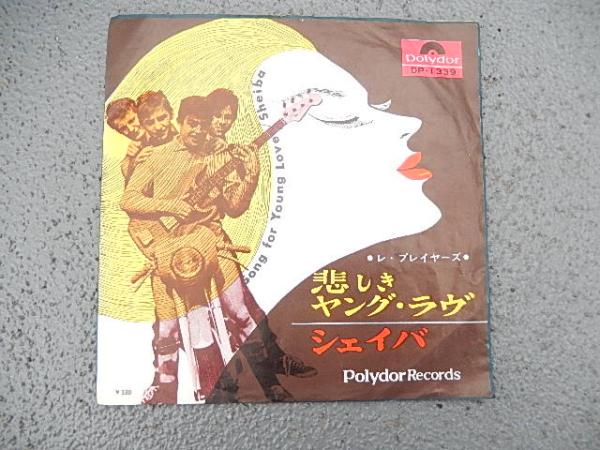 Polydor
DP-1339
Song for Young Love / Sheiba
•レ・プレイヤーズ•
悲しき
ヤング・ラヴ
シェイバ
Polydor Records
¥330